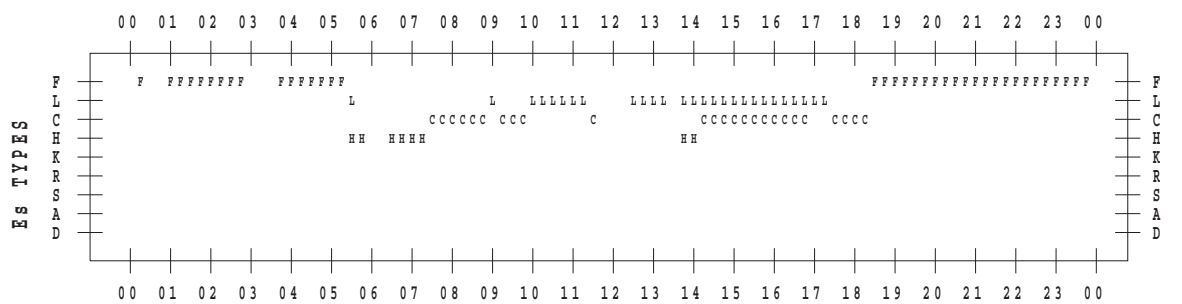 00 01 02 03 04 05 06 07 08 09 10 11 12 13 14 15 16 17 18 19 20 21 22 23 00
F F FFFFFFFF FFFFFFF FFFFFFFFFFFFFFFFFFFFFF F
L L L LLLLLL LLLL LLLLLLLLLLLLLLL L
C CCCCCC CCC C CCCCCCCCCCC CCCC C
H HH HHHH HH H
K K
R R
S S
A A
D D
Es TYPES
00 01 02 03 04 05 06 07 08 09 10 11 12 13 14 15 16 17 18 19 20 21 22 23 00